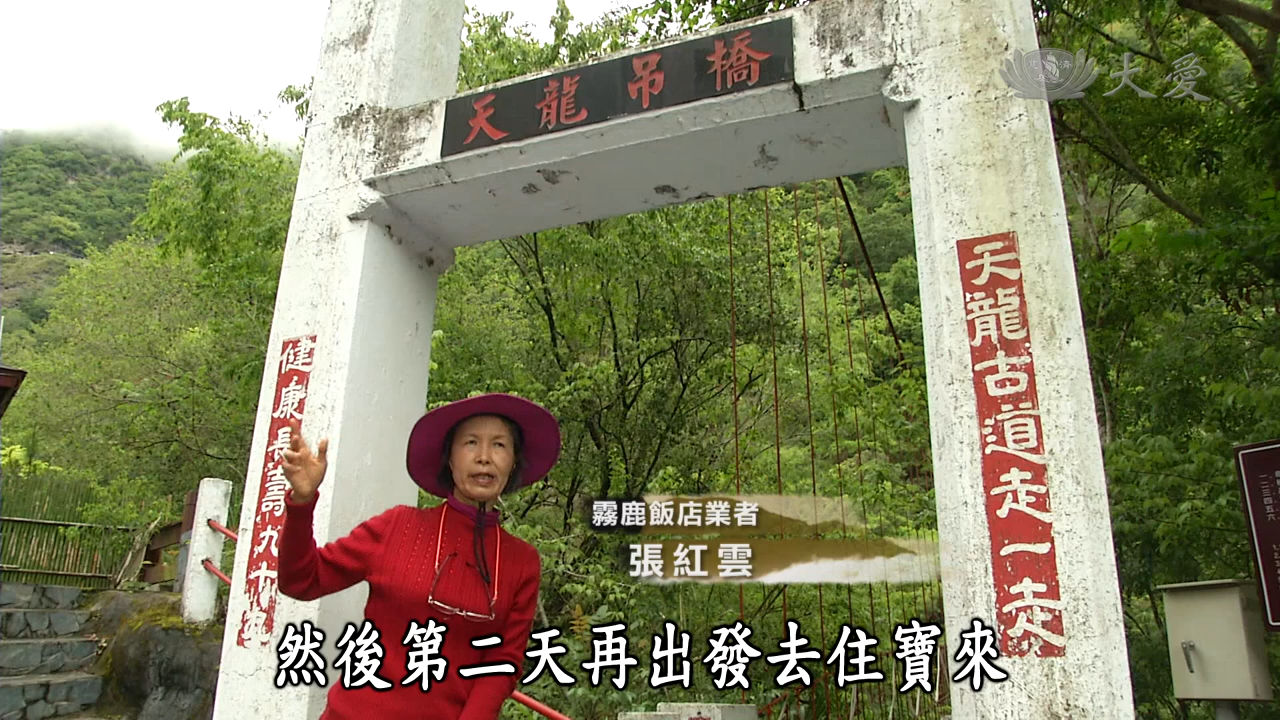 天龍吊橋
大愛
天龍古道走一走
健康長壽九十九
霧鹿飯店業者
張紅雲
然後第二天再出發去住寶來